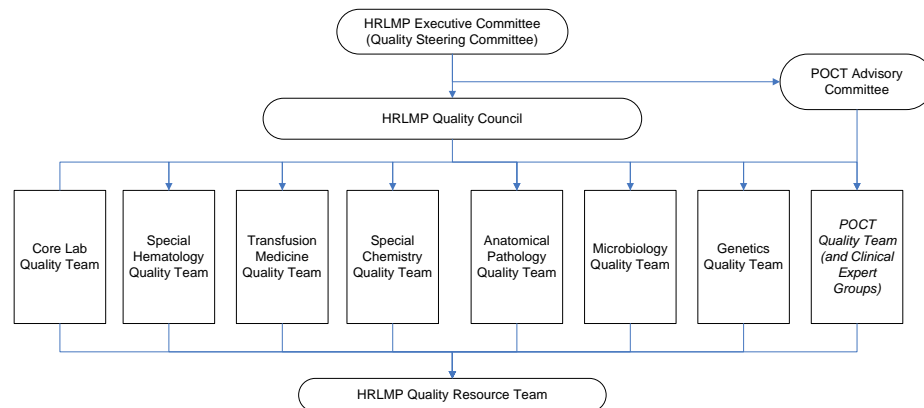 HRLMP Executive Committee
(Quality Steering Committee)
POCT Advisory
Committee
HRLMP Quality Council
Core Lab
Quality Team
Special
Hematology
Quality Team
Transfusion
Medicine
Quality Team
Special
Chemistry
Quality Team
Anatomical
Pathology
Quality Team
Microbiology
Quality Team
Genetics
Quality Team
POCT
Quality Team
(and Clinical
Expert
Groups)
HRLMP Quality Resource Team